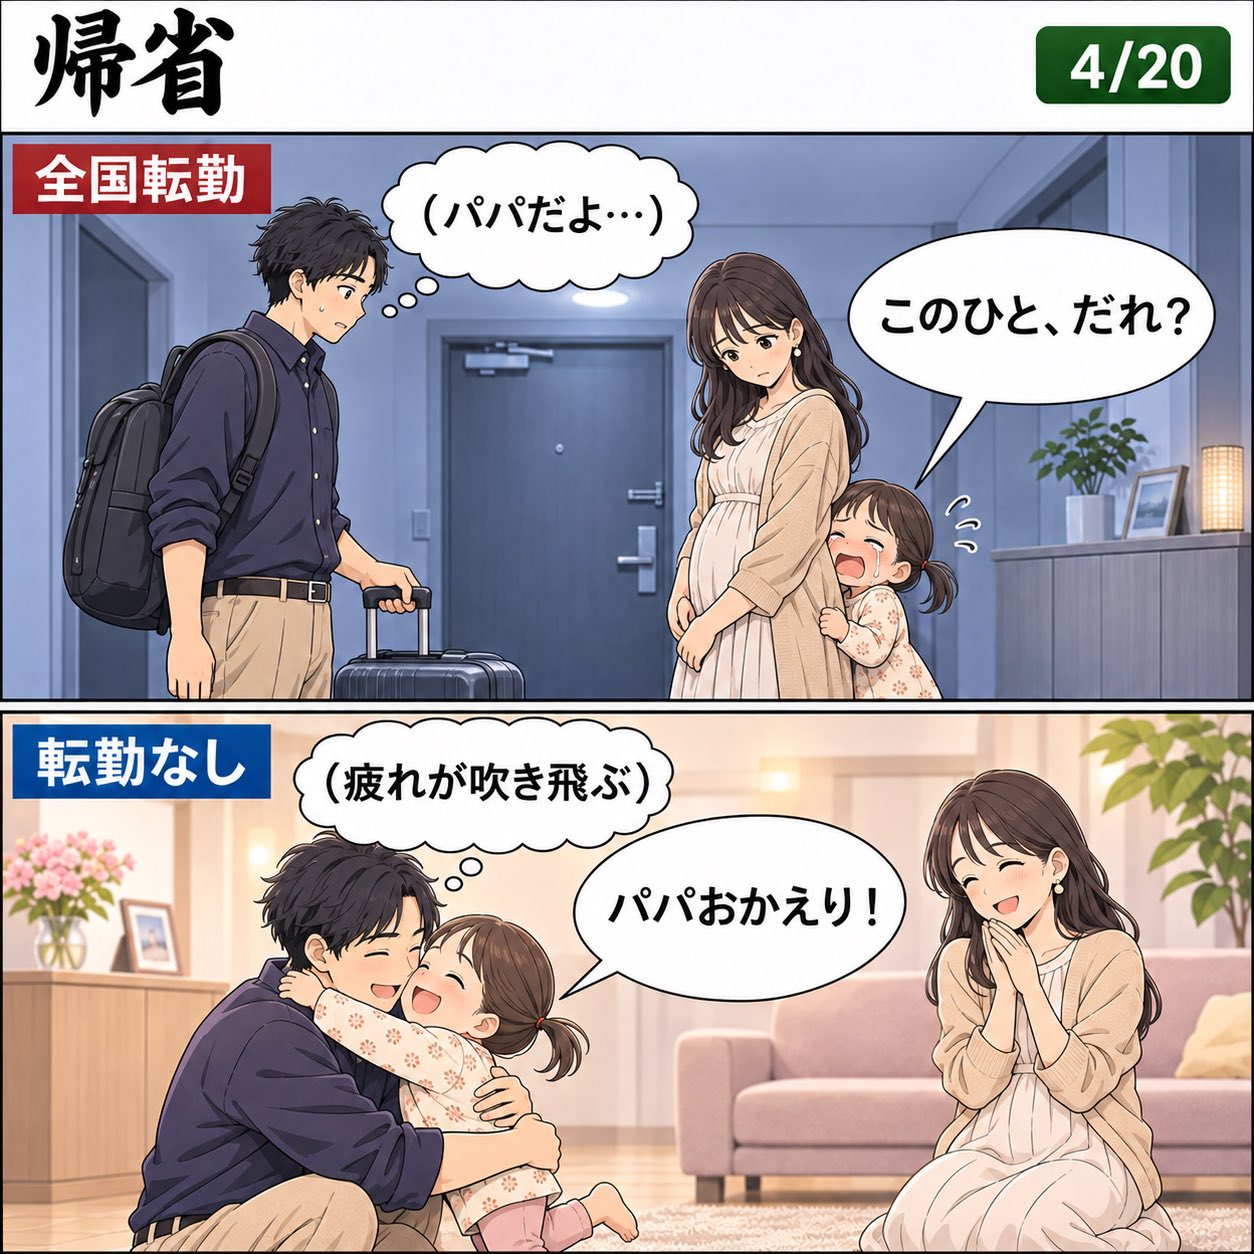 帰省
4/20
全国転勤
(パパだよ…)
このひと、だれ？
転勤なし
(疲れが吹き飛ぶ)
パパおかえり！